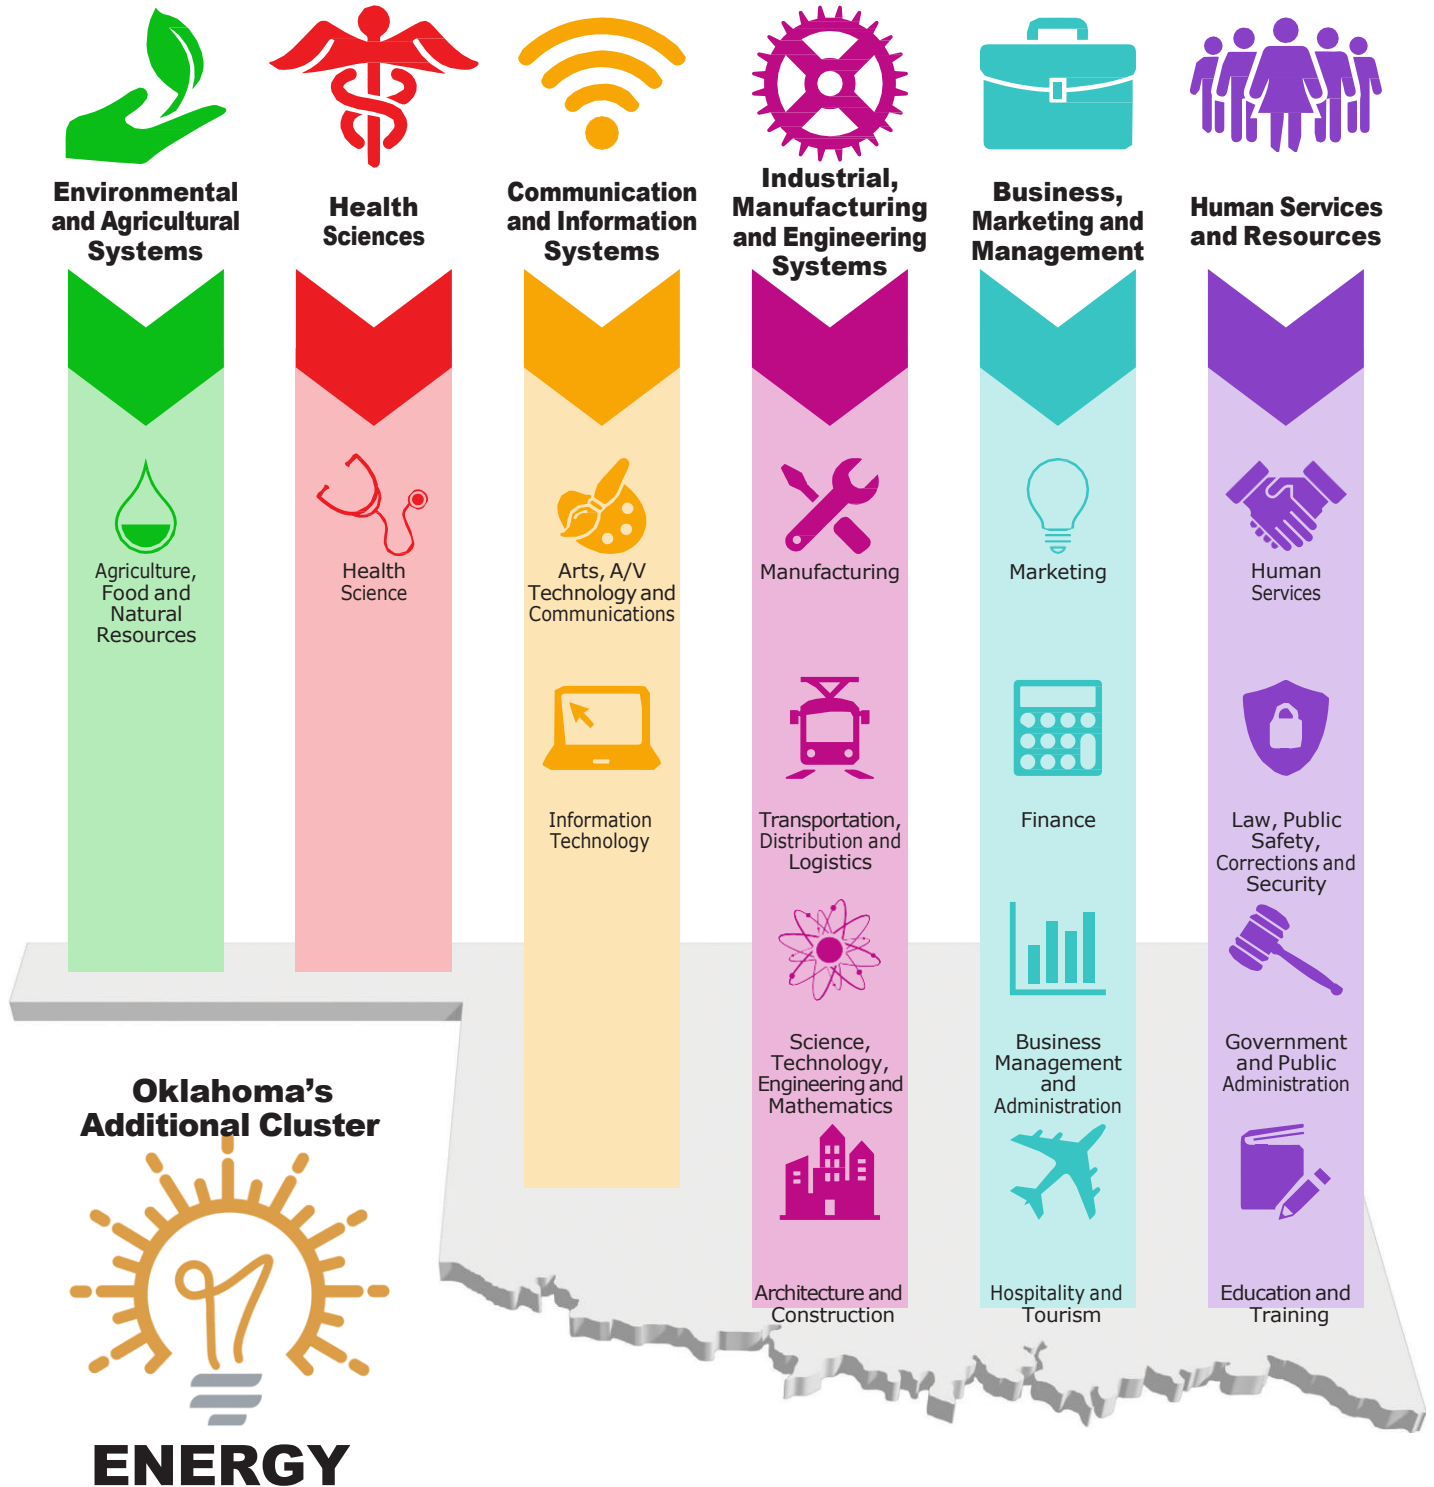 Environmental
and Agricultural
Systems
Health
Sciences
Communication
and Information
Systems
Industrial,
Manufacturing
and Engineering
Systems
Business,
Marketing and
Management
Human Services
and Resources
Agriculture,
Food and
Natural
Resources
Health
Science
Arts, A/V
Technology and
Communications
Information
Technology
Manufacturing
Transportation,
Distribution and
Logistics
Science,
Technology,
Engineering and
Mathematics
Architecture and
Construction
Marketing
Finance
Business
Management
and
Administration
Hospitality and
Tourism
Human
Services
Law, Public
Safety,
Corrections and
Security
Government
and Public
Administration
Education and
Training
Oklahoma’s
Additional Cluster
ENERGY